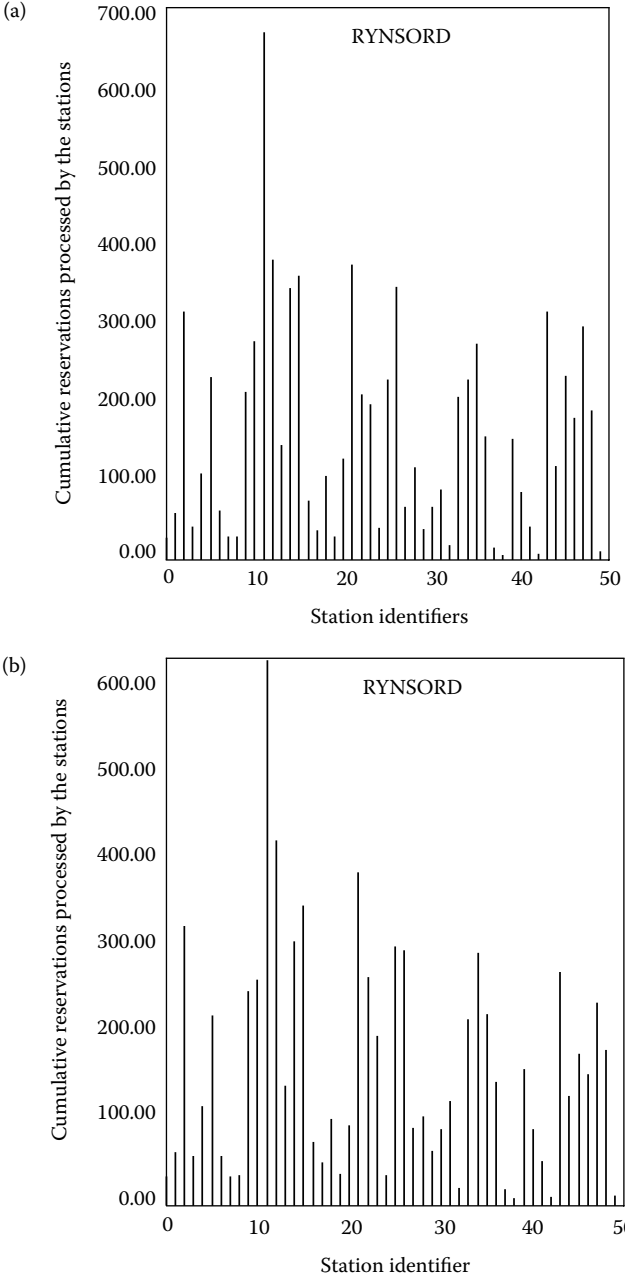 (a)
RYNSORD
Cumulative reservations processed by the stations
700.00
600.00
500.00
400.00
300.00
200.00
100.00
0.00
0 10 20 30 40 50
Station identifiers
(b)
RYNSORD
Cumulative reservations processed by the stations
600.00
500.00
400.00
300.00
200.00
100.00
0.00
0 10 20 30 40 50
Station identifier